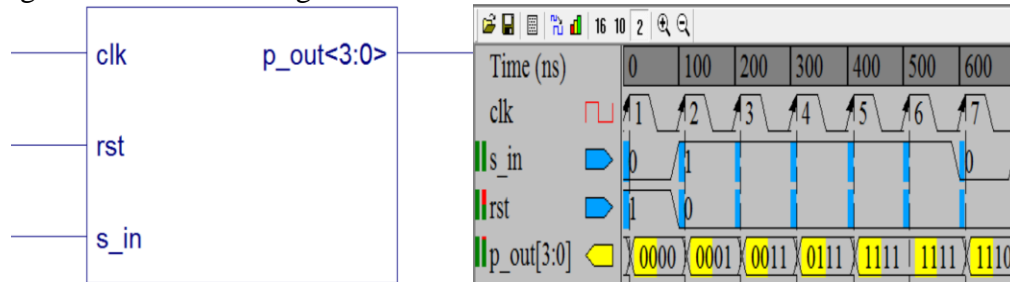 clk p_out<3:0>
rst
s_in
16 10 2
Time (ns) 0 100 200 300 400 500 600
clk 1 2 3 4 5 6 7
s_in 0 1 0
rst 1 0
p_out[3:0] 0000 0001 0011 0111 1111 1111 1110